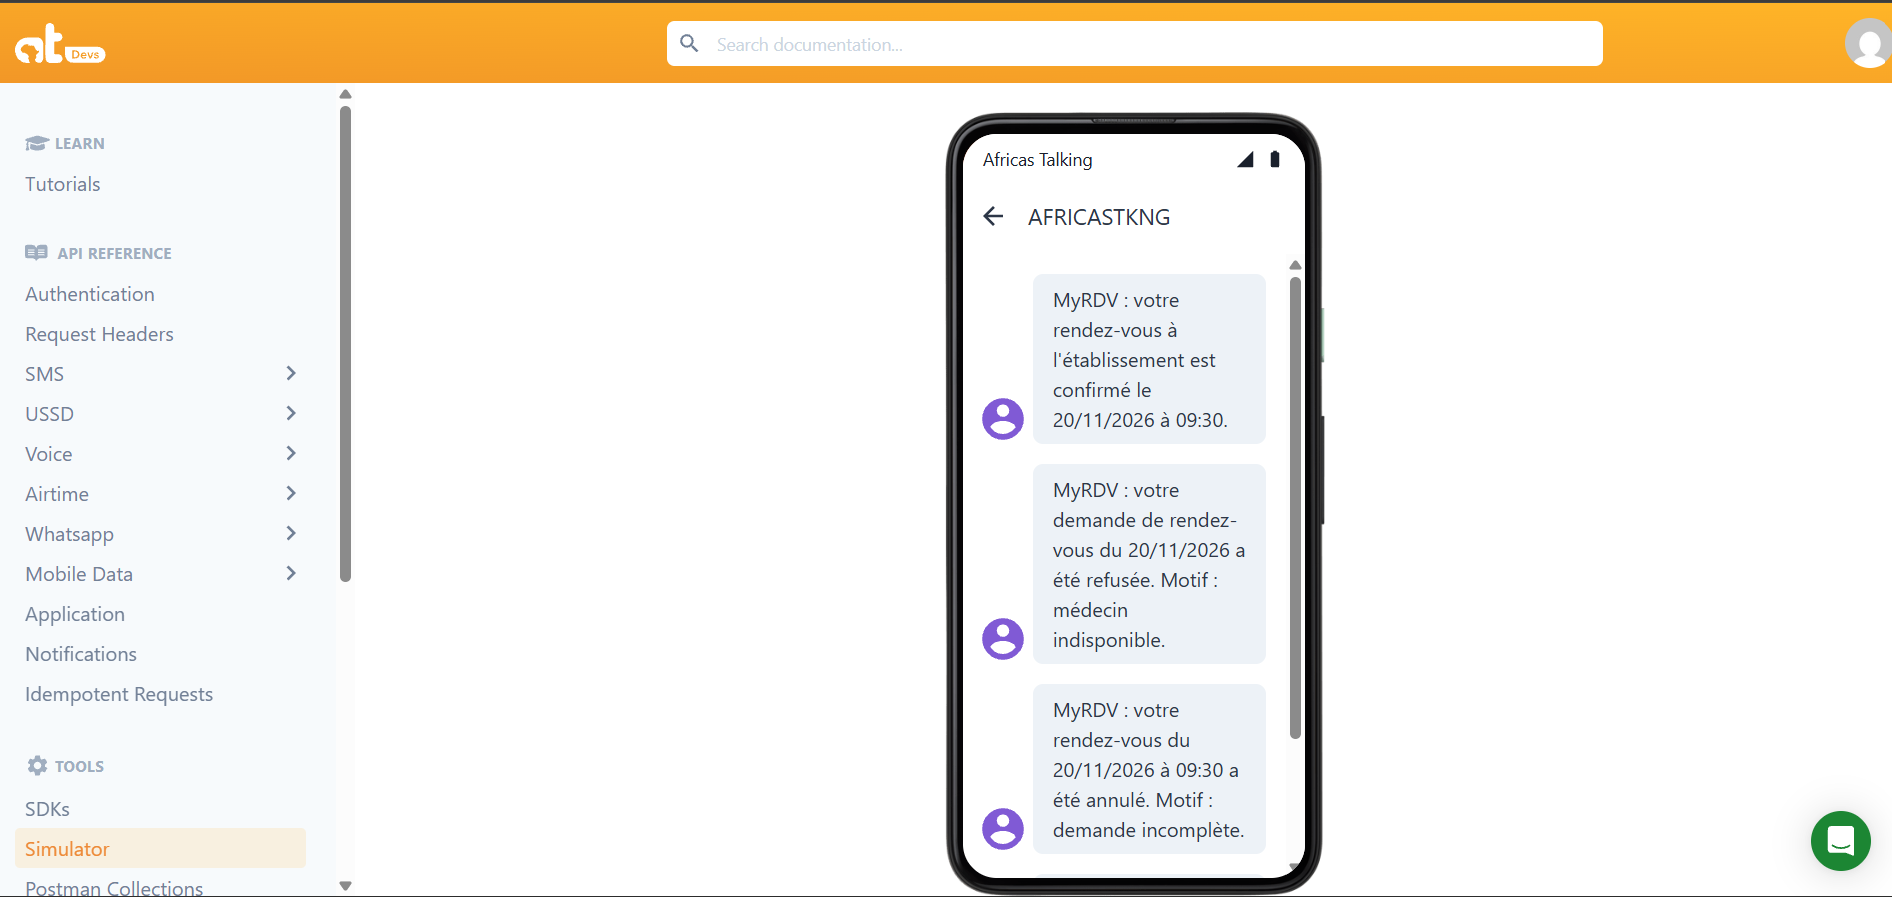 at Devs
Search documentation...
LEARN
Tutorials
API REFERENCE
Authentication
Request Headers
SMS
USSD
Voice
Airtime
Whatsapp
Mobile Data
Application
Notifications
Idempotent Requests
TOOLS
SDKs
Simulator
Postman Collections
Africas Talking
AFRICASTKNG
MyRDV : votre
rendez-vous à
l'établissement est
confirmé le
20/11/2026 à 09:30.
MyRDV : votre
demande de rendez-
vous du 20/11/2026 a
été refusée. Motif :
médecin
indisponible.
MyRDV : votre
rendez-vous du
20/11/2026 à 09:30 a
été annulé. Motif :
demande incomplète.